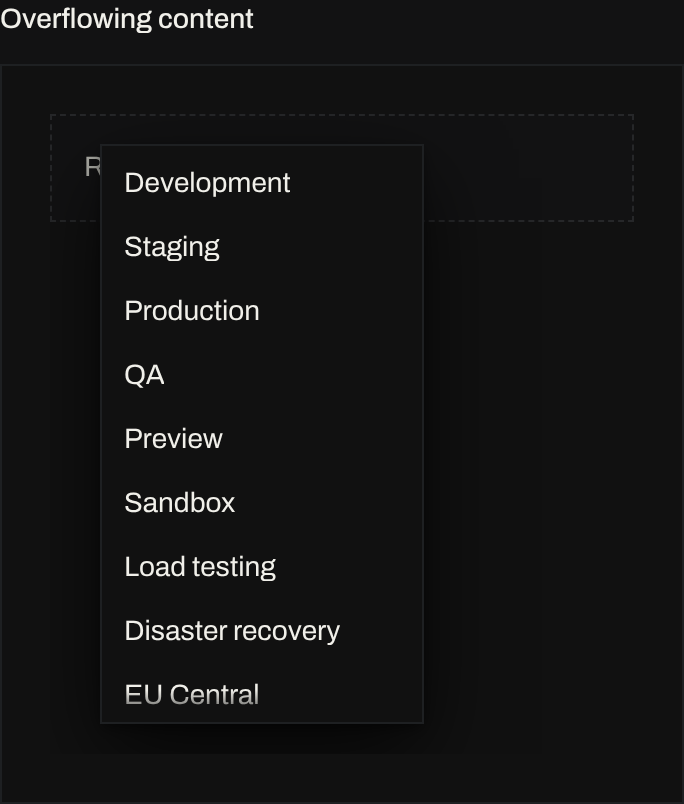 Overflowing content
Development
Staging
Production
QA
Preview
Sandbox
Load testing
Disaster recovery
EU Central